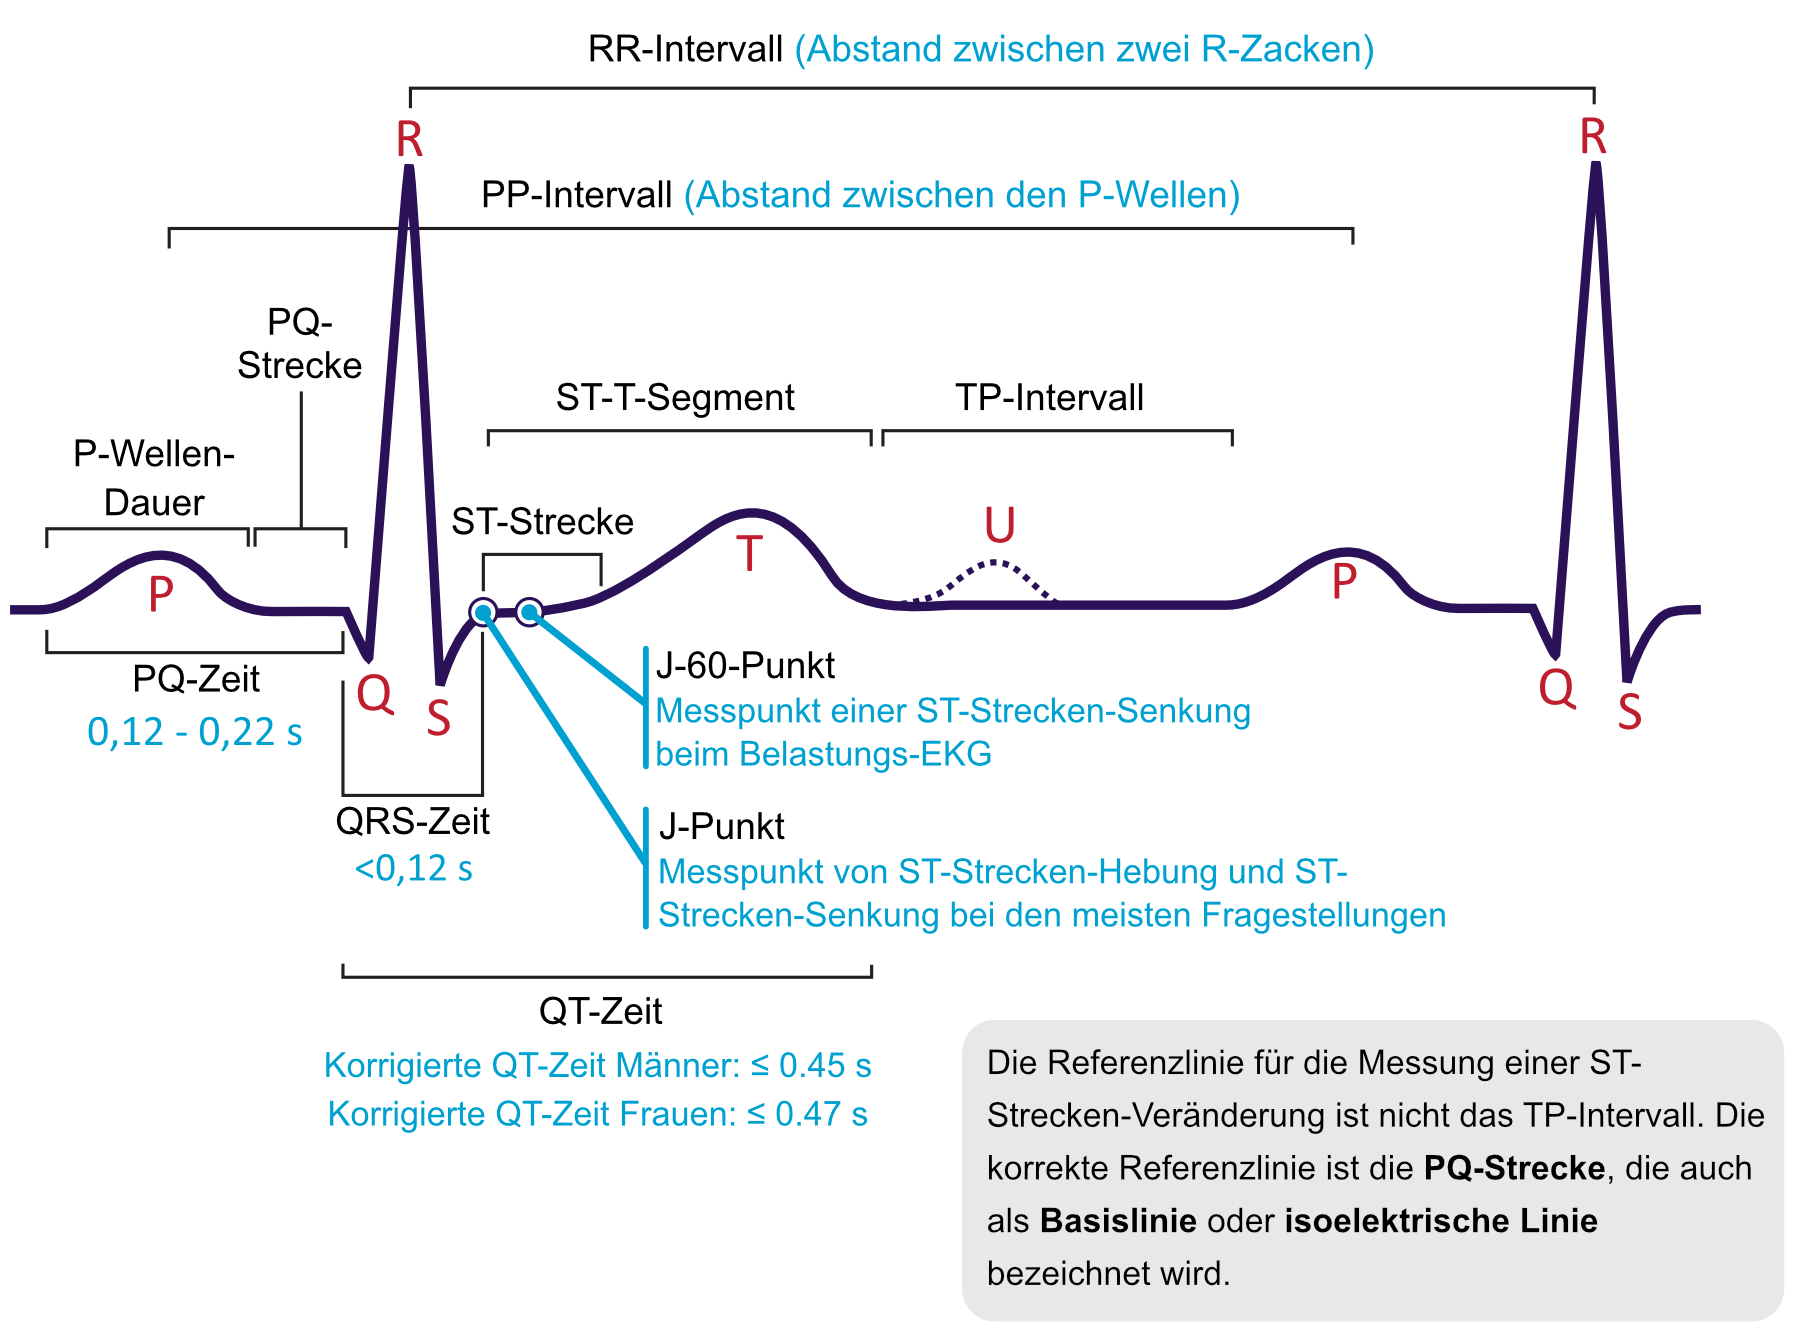 RR-Intervall (Abstand zwischen zwei R-Zacken)
R
R
PP-Intervall (Abstand zwischen den P-Wellen)
PQ-
Strecke
ST-T-Segment
TP-Intervall
P-Wellen-
Dauer
ST-Strecke
U
T
P
P
PQ-Zeit
0,12 - 0,22 s
Q
S
Q
S
J-60-Punkt
Messpunkt einer ST-Strecken-Senkung
beim Belastungs-EKG
QRS-Zeit
<0,12 s
J-Punkt
Messpunkt von ST-Strecken-Hebung und ST-
Strecken-Senkung bei den meisten Fragestellungen
QT-Zeit
Korrigierte QT-Zeit Männer: ≤ 0.45 s
Korrigierte QT-Zeit Frauen: ≤ 0.47 s
Die Referenzlinie für die Messung einer ST-
Strecken-Veränderung ist nicht das TP-Intervall. Die
korrekte Referenzlinie ist die PQ-Strecke, die auch
als Basislinie oder isoelektrische Linie
bezeichnet wird.